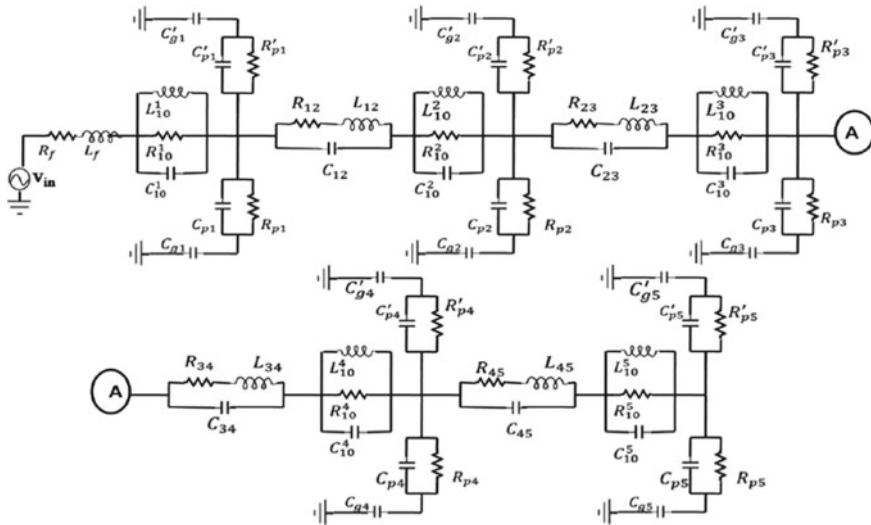 C'g1 C'p1 R'p1
C'g2 C'p2 R'p2
C'g3 C'p3 R'p3
Rf Lf
Vin
L¹10 R¹10 C¹10
R12 L12 C12
L²10 R²10 C²10
R23 L23 C23
L³10 R³10 C³10
A
Cp1 Rp1 Cg1
Cp2 Rp2 Cg2
Cp3 Rp3 Cg3
C'g4 C'p4 R'p4
C'g5 C'p5 R'p5
A
R34 L34 C34
L⁴10 R⁴10 C⁴10
R45 L45 C45
L⁵10 R⁵10 C⁵10
Cp4 Rp4 Cg4
Cp5 Rp5 Cg5